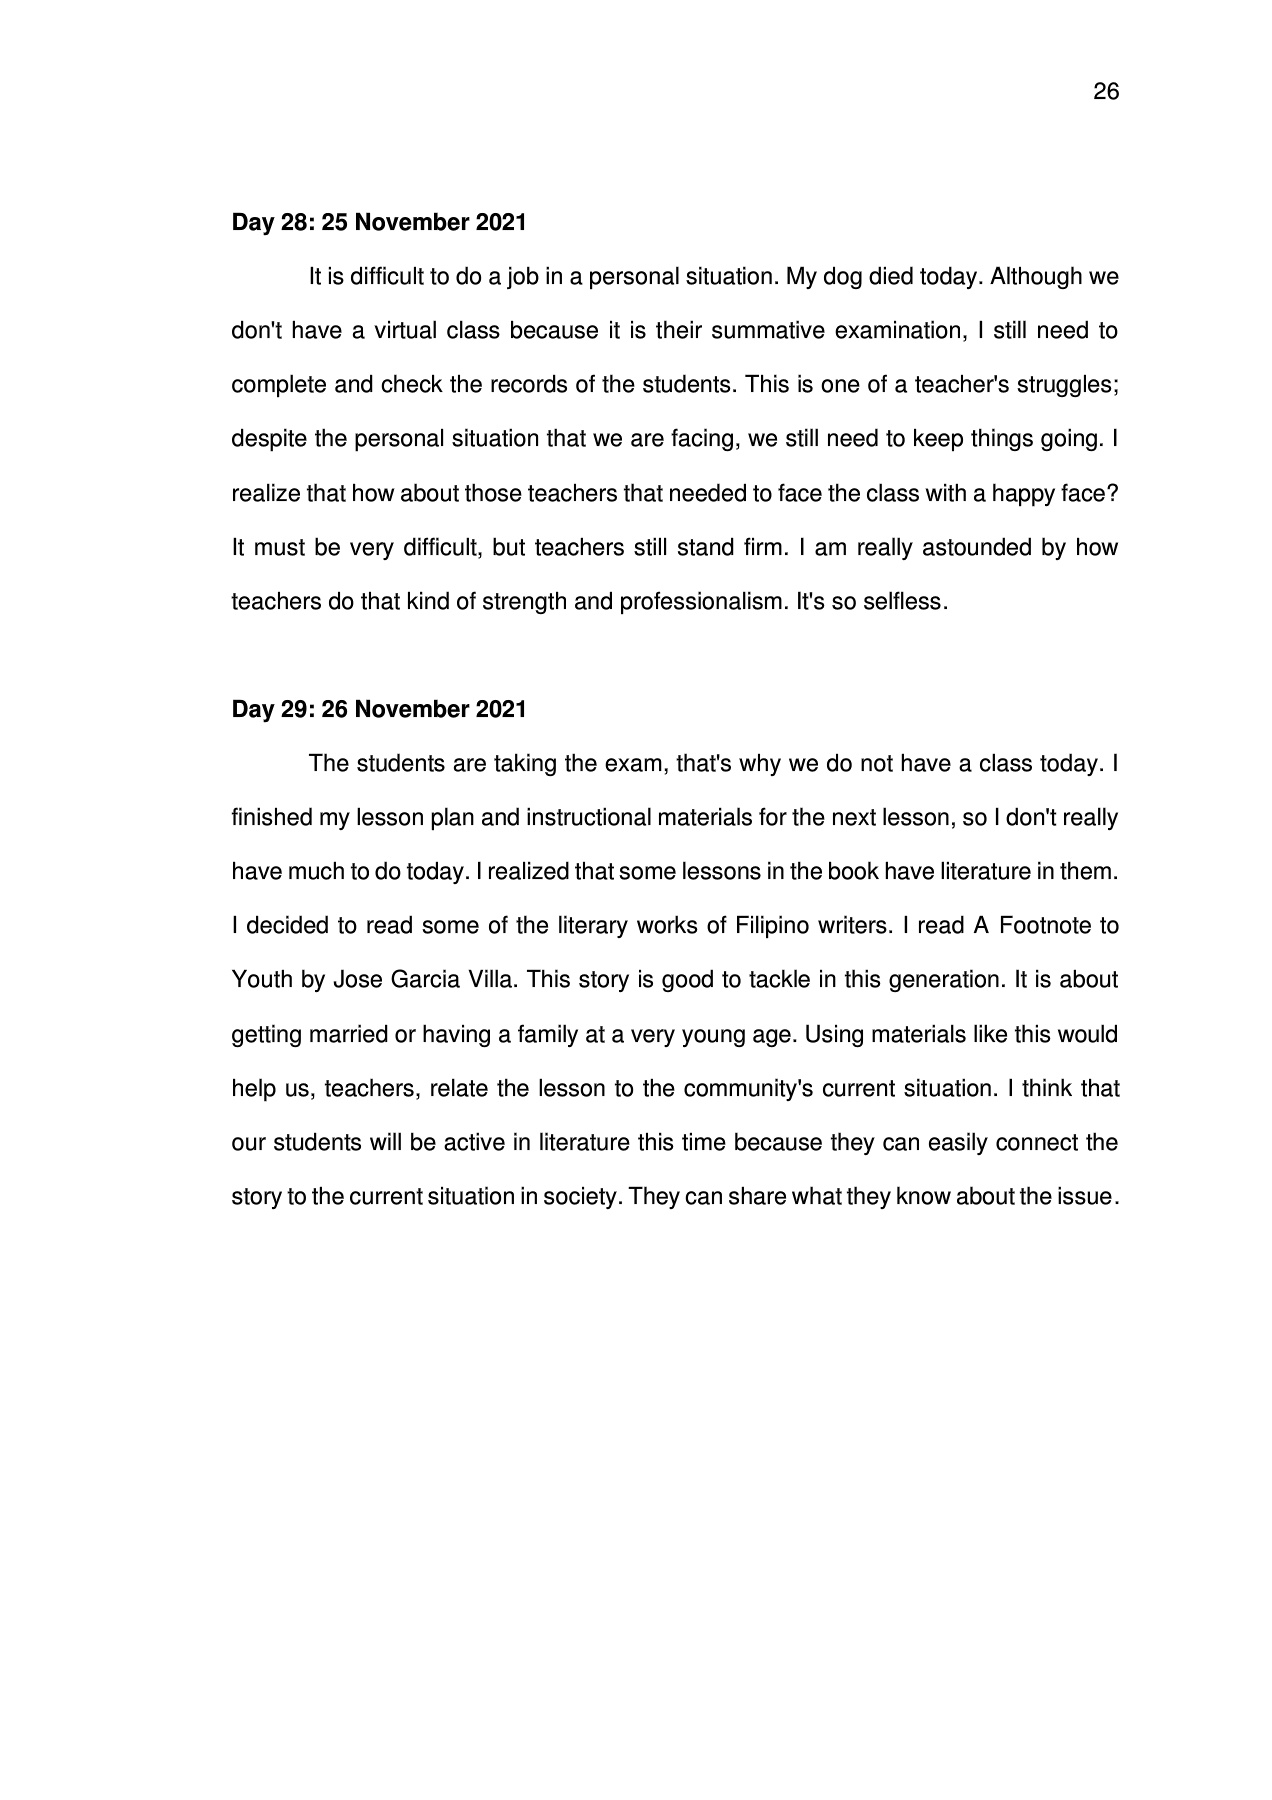 26
Day 28: 25 November 2021
It is difficult to do a job in a personal situation. My dog died today. Although we
don't have a virtual class because it is their summative examination, I still need to
complete and check the records of the students. This is one of a teacher's struggles;
despite the personal situation that we are facing, we still need to keep things going. I
realize that how about those teachers that needed to face the class with a happy face?
It must be very difficult, but teachers still stand firm. I am really astounded by how
teachers do that kind of strength and professionalism. It's so selfless.
Day 29: 26 November 2021
The students are taking the exam, that's why we do not have a class today. I
finished my lesson plan and instructional materials for the next lesson, so I don't really
have much to do today. I realized that some lessons in the book have literature in them.
I decided to read some of the literary works of Filipino writers. I read A Footnote to
Youth by Jose Garcia Villa. This story is good to tackle in this generation. It is about
getting married or having a family at a very young age. Using materials like this would
help us, teachers, relate the lesson to the community's current situation. I think that
our students will be active in literature this time because they can easily connect the
story to the current situation in society. They can share what they know about the issue.